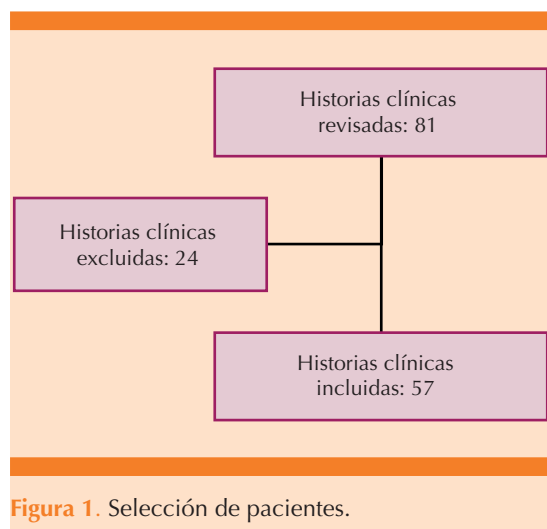 Historias clínicas
revisadas: 81
Historias clínicas
excluidas: 24
Historias clínicas
incluidas: 57
Figura 1. Selección de pacientes.